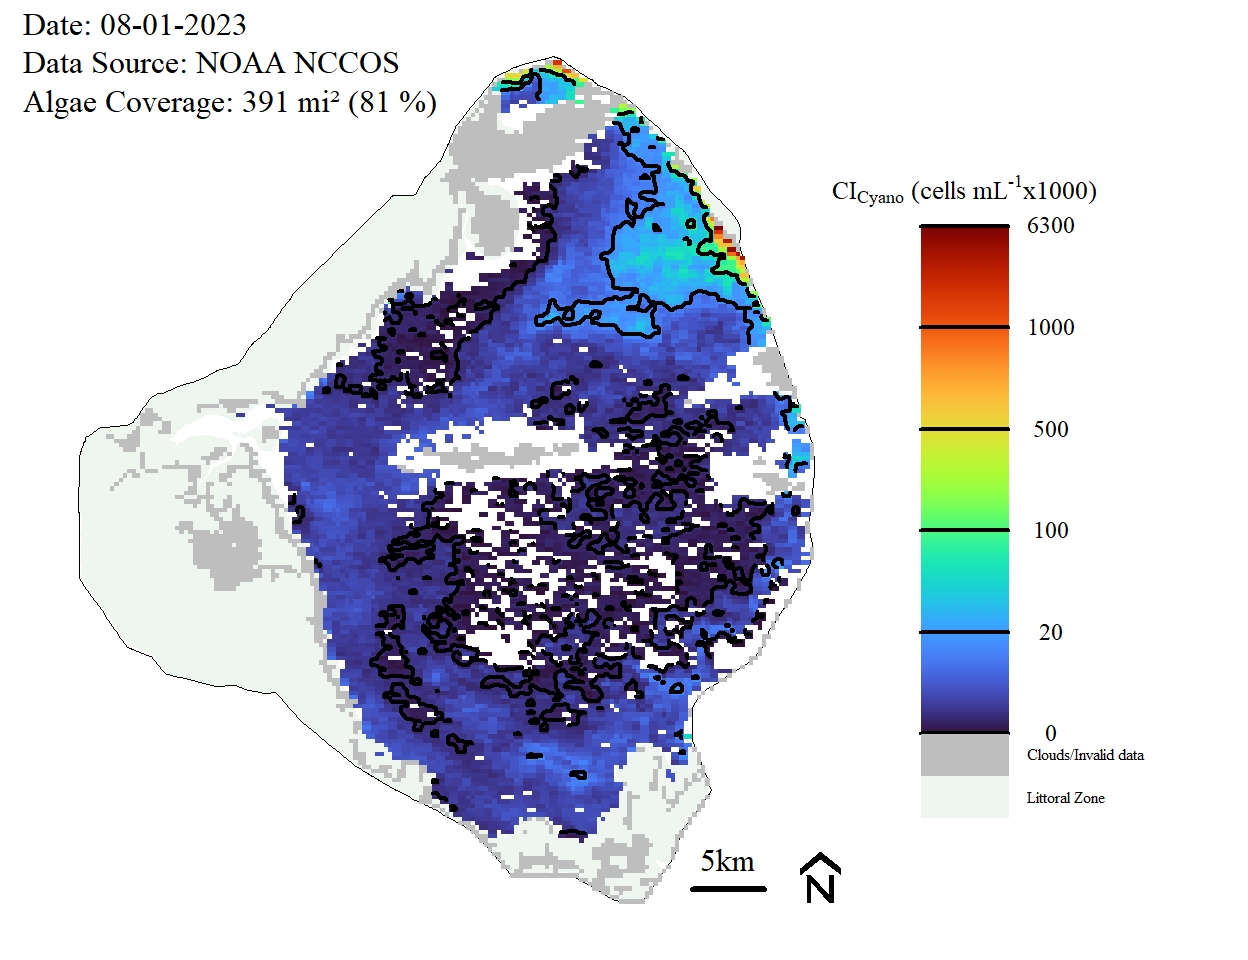 Date: 08-01-2023
Data Source: NOAA NCCOS
Algae Coverage: 391 mi² (81 %)
CI_Cyano (cells mL⁻¹x1000)
6300
1000
500
100
20
0
Clouds/Invalid data
Littoral Zone
5km
N